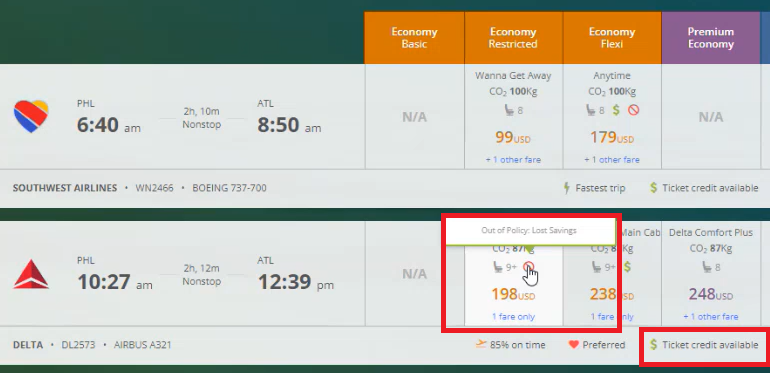 Economy Basic
Economy Restricted
Economy Flexi
Premium Economy
PHL
6:40 am
2h, 10m
Nonstop
ATL
8:50 am
N/A
Wanna Get Away
CO₂ 100Kg
8
99USD
+ 1 other fare
Anytime
CO₂ 100Kg
8 $
179USD
+ 1 other fare
N/A
SOUTHWEST AIRLINES • WN2466 • BOEING 737-700
Fastest trip
$ Ticket credit available
Out of Policy: Lost Savings
PHL
10:27 am
2h, 12m
Nonstop
ATL
12:39 pm
N/A
CO₂ 87Kg
9+
198USD
1 fare only
Main Cab
CO₂ 87Kg
9+ $
238USD
1 fare only
Delta Comfort Plus
CO₂ 87Kg
8
248USD
+ 1 other fare
DELTA • DL2573 • AIRBUS A321
85% on time
Preferred
$ Ticket credit available